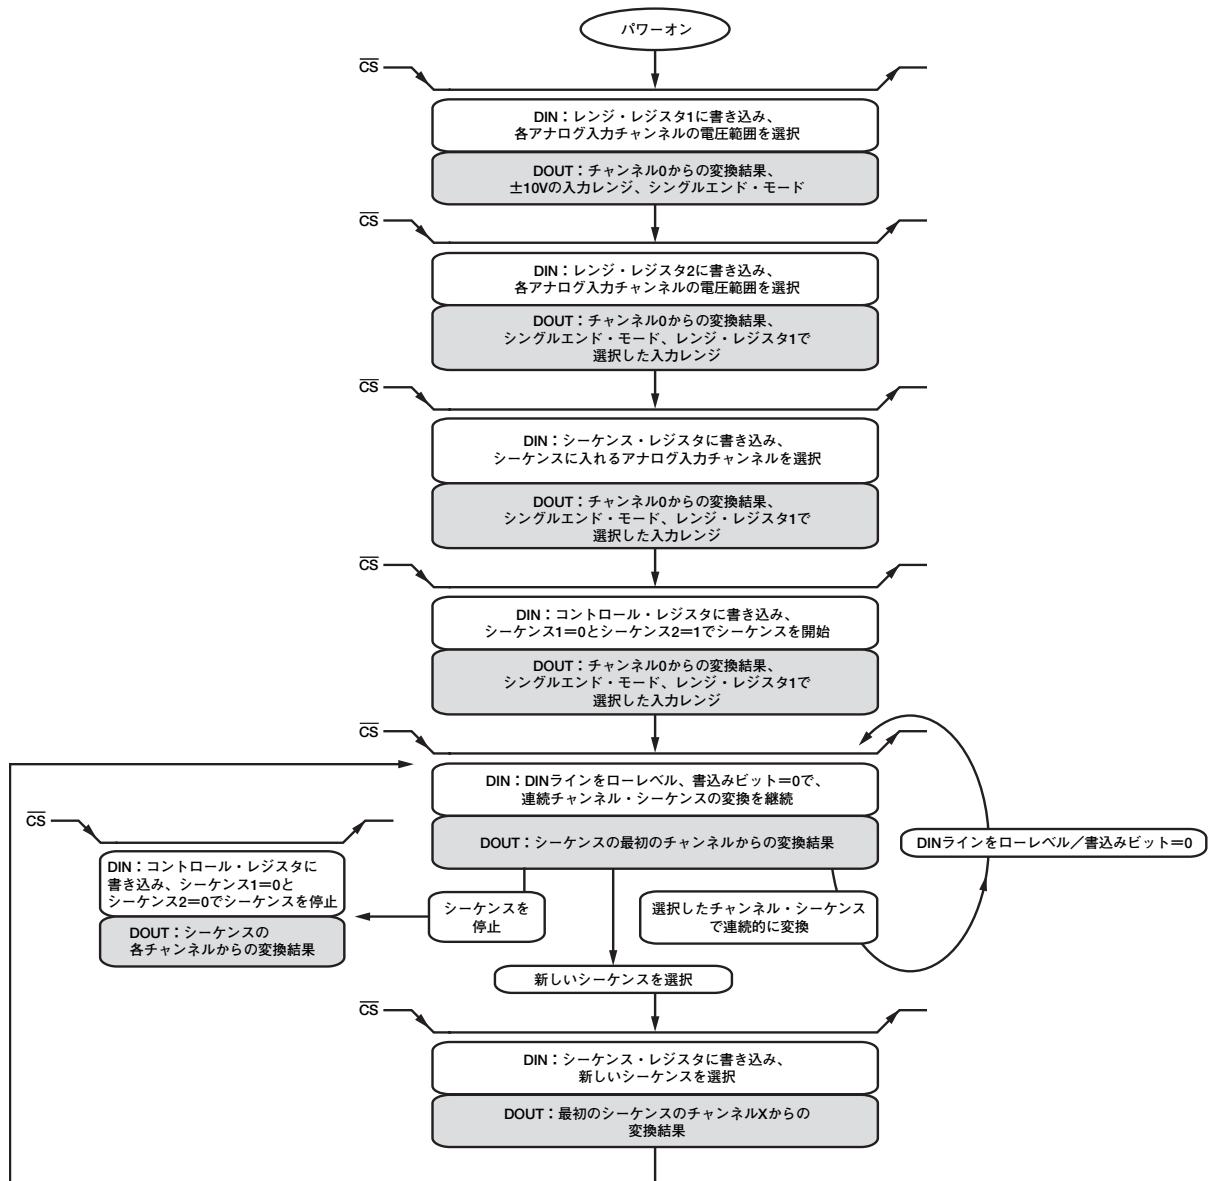 パワーオン
CS
DIN：レンジ・レジスタ1に書き込み、
各アナログ入力チャンネルの電圧範囲を選択
DOUT：チャンネル0からの変換結果、
±10Vの入力レンジ、シングルエンド・モード
CS
DIN：レンジ・レジスタ2に書き込み、
各アナログ入力チャンネルの電圧範囲を選択
DOUT：チャンネル0からの変換結果、
シングルエンド・モード、レンジ・レジスタ1で
選択した入力レンジ
CS
DIN：シーケンス・レジスタに書き込み、
シーケンスに入れるアナログ入力チャンネルを選択
DOUT：チャンネル0からの変換結果、
シングルエンド・モード、レンジ・レジスタ1で
選択した入力レンジ
CS
DIN：コントロール・レジスタに書き込み、
シーケンス1＝0とシーケンス2＝1でシーケンスを開始
DOUT：チャンネル0からの変換結果、
シングルエンド・モード、レンジ・レジスタ1で
選択した入力レンジ
CS
DIN：DINラインをローレベル、書込みビット＝0で、
連続チャンネル・シーケンスの変換を継続
DOUT：シーケンスの最初のチャンネルからの変換結果
DINラインをローレベル／書込みビット＝0
CS
DIN：コントロール・レジスタに
書き込み、シーケンス1＝0と
シーケンス2＝0でシーケンスを停止
DOUT：シーケンスの
各チャンネルからの変換結果
シーケンスを
停止
選択したチャンネル・シーケンス
で連続的に変換
新しいシーケンスを選択
CS
DIN：シーケンス・レジスタに書き込み、
新しいシーケンスを選択
DOUT：最初のシーケンスのチャンネルXからの
変換結果